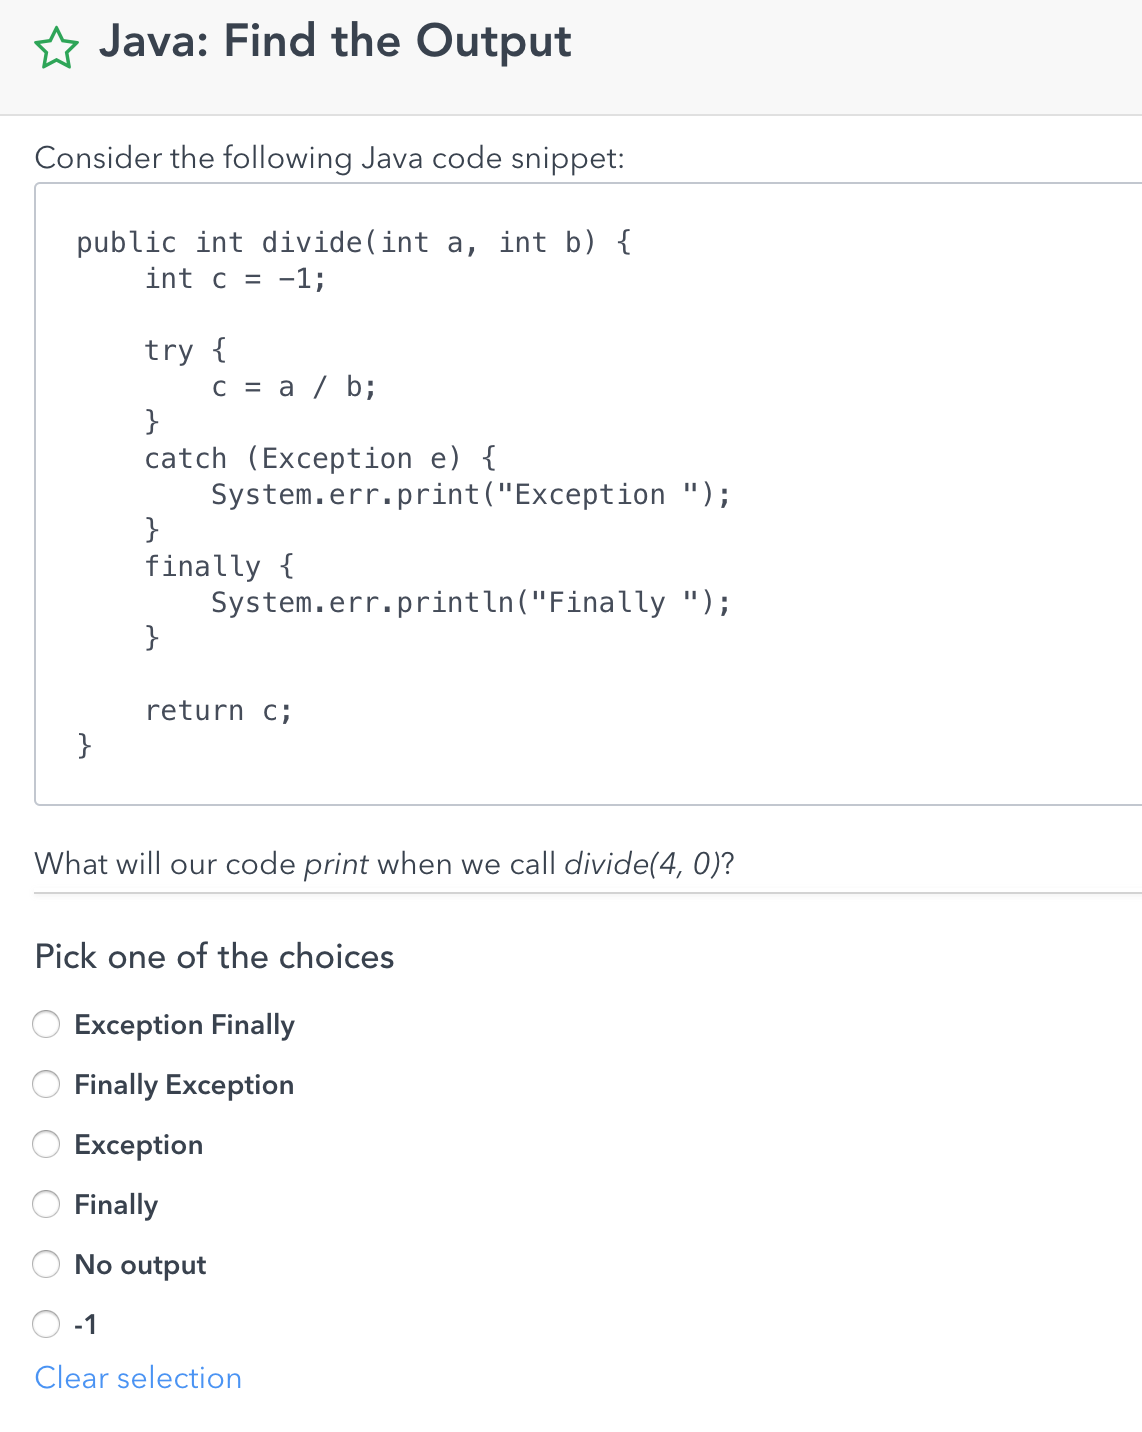 Java: Find the Output
Consider the following Java code snippet:
public int divide(int a, int b) {
    int c = -1;
    try {
        c = a / b;
    }
    catch (Exception e) {
        System.err.print("Exception ");
    }
    finally {
        System.err.println("Finally ");
    }
    return c;
}
What will our code print when we call divide(4, 0)?
Pick one of the choices
Exception Finally
Finally Exception
Exception
Finally
No output
-1
Clear selection